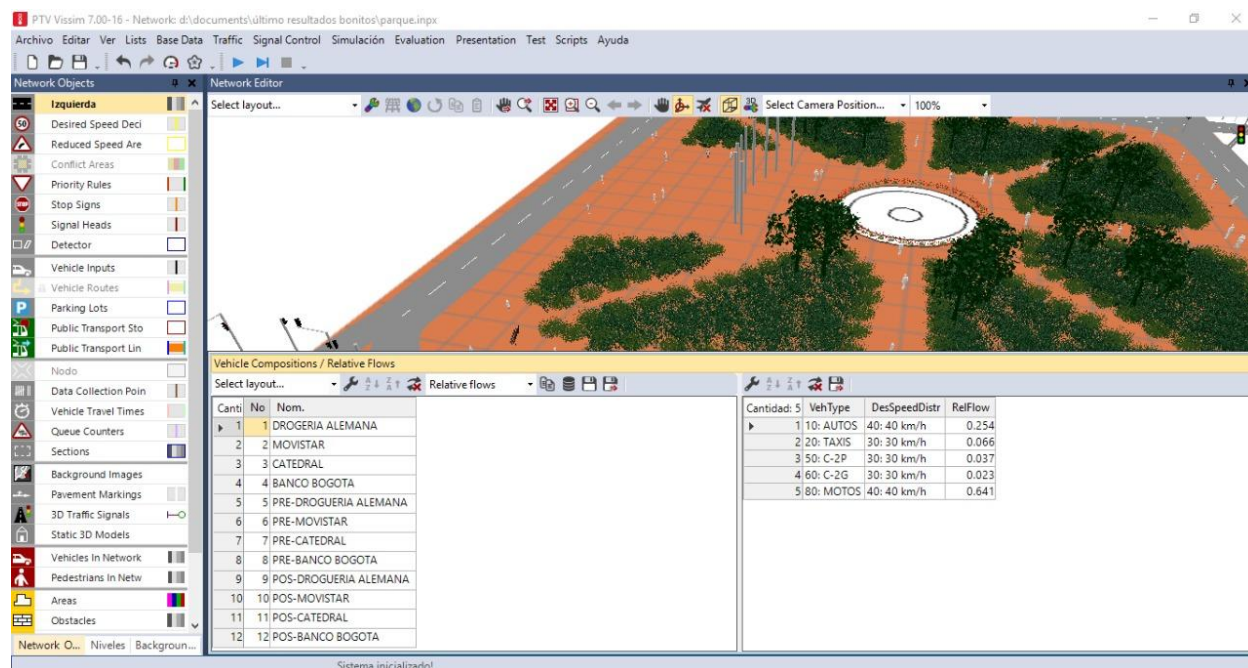 PTV Vissim 7.00-16 - Network: d:\documents\último resultados bonitos\parque.inpx
Archivo Editar Ver Lists Base Data Traffic Signal Control Simulación Evaluation Presentation Test Scripts Ayuda
Network Objects
Izquierda
50 Desired Speed Deci
Reduced Speed Are
Conflict Areas
Priority Rules
STOP Stop Signs
Signal Heads
Detector
Vehicle Inputs
Vehicle Routes
P Parking Lots
Public Transport Sto
Public Transport Lin
Nodo
Data Collection Poin
Vehicle Travel Times
Queue Counters
Sections
Background Images
Pavement Markings
3D Traffic Signals
Static 3D Models
Vehicles In Network
Pedestrians In Netw
Areas
Obstacles
Network O... Niveles Backgroun...
Network Editor
Select layout... 3D Select Camera Position... 100%
Vehicle Compositions / Relative Flows
Select layout... Relative flows
Canti No Nom.
1 1 DROGERIA ALEMANA
2 2 MOVISTAR
3 3 CATEDRAL
4 4 BANCO BOGOTA
5 5 PRE-DROGUERIA ALEMANA
6 6 PRE-MOVISTAR
7 7 PRE-CATEDRAL
8 8 PRE-BANCO BOGOTA
9 9 POS-DROGUERIA ALEMANA
10 10 POS-MOVISTAR
11 11 POS-CATEDRAL
12 12 POS-BANCO BOGOTA
Cantidad: 5 VehType DesSpeedDistr RelFlow
1 10: AUTOS 40: 40 km/h 0.254
2 20: TAXIS 30: 30 km/h 0.066
3 50: C-2P 30: 30 km/h 0.037
4 60: C-2G 30: 30 km/h 0.023
5 80: MOTOS 40: 40 km/h 0.641
Sistema inicializado!